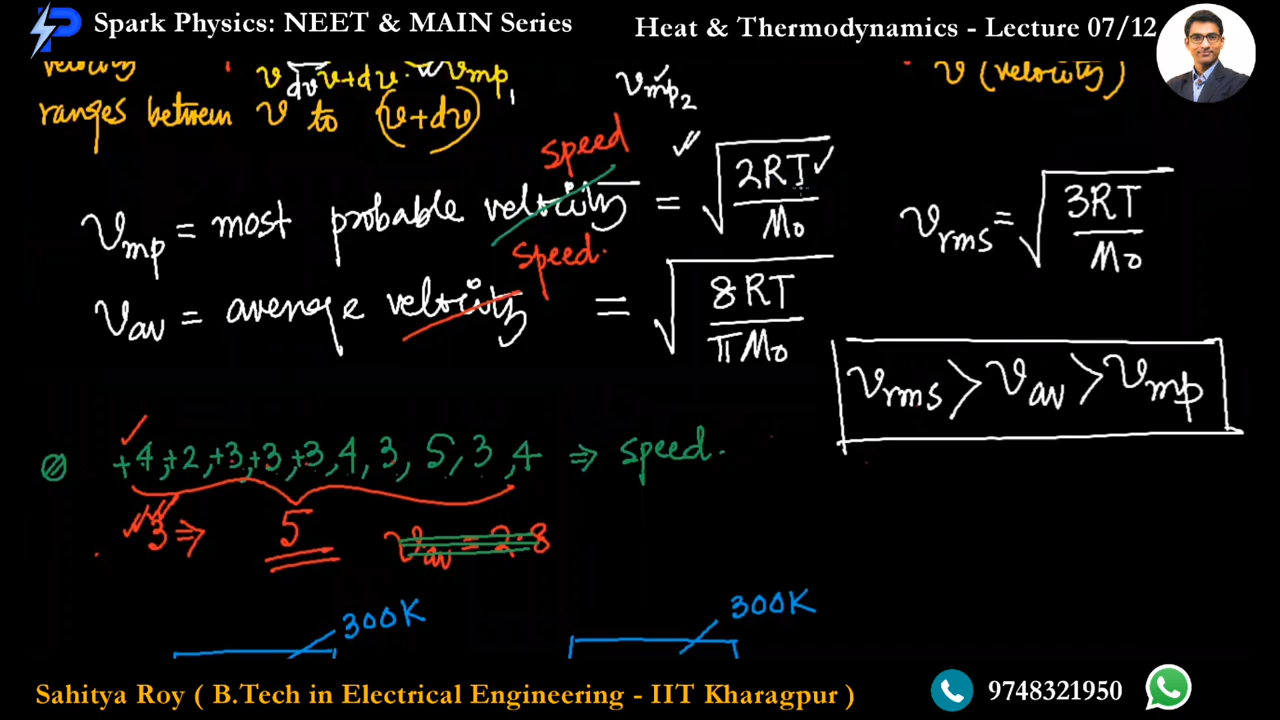 Spark Physics: NEET & MAIN Series
Heat & Thermodynamics - Lecture 07/12
velocity
v dv v+dv
vmp1
vmp2
v (velocity)
ranges between v to (v+dv)
speed
vmp = most probable velocity = √(2RT/M0)
vrms = √(3RT/M0)
speed.
vav = average velocity = √(8RT/πM0)
vrms > vav > vmp
+4,+2,+3,+3,+3,4,3,5,3,4 ⇒ speed.
3 ⇒ 5
vav = 2.8
300K
300K
Sahitya Roy ( B.Tech in Electrical Engineering - IIT Kharagpur )
9748321950